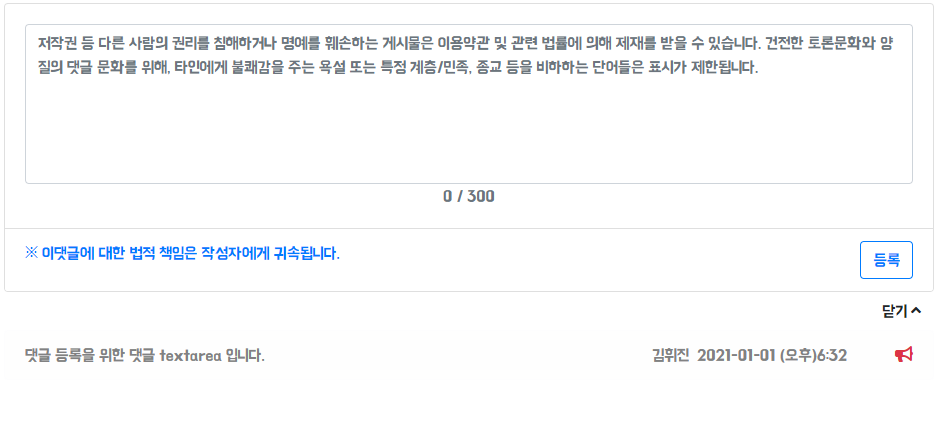 저작권 등 다른 사람의 권리를 침해하거나 명예를 훼손하는 게시물은 이용약관 및 관련 법률에 의해 제재를 받을 수 있습니다. 건전한 토론문화와 양
질의 댓글 문화를 위해, 타인에게 불쾌감을 주는 욕설 또는 특정 계층/민족, 종교 등을 비하하는 단어들은 표시가 제한됩니다.
0 / 300
※ 이댓글에 대한 법적 책임은 작성자에게 귀속됩니다.
등록
닫기
댓글 등록을 위한 댓글 textarea 입니다. 김휘진 2021-01-01 (오후)6:32